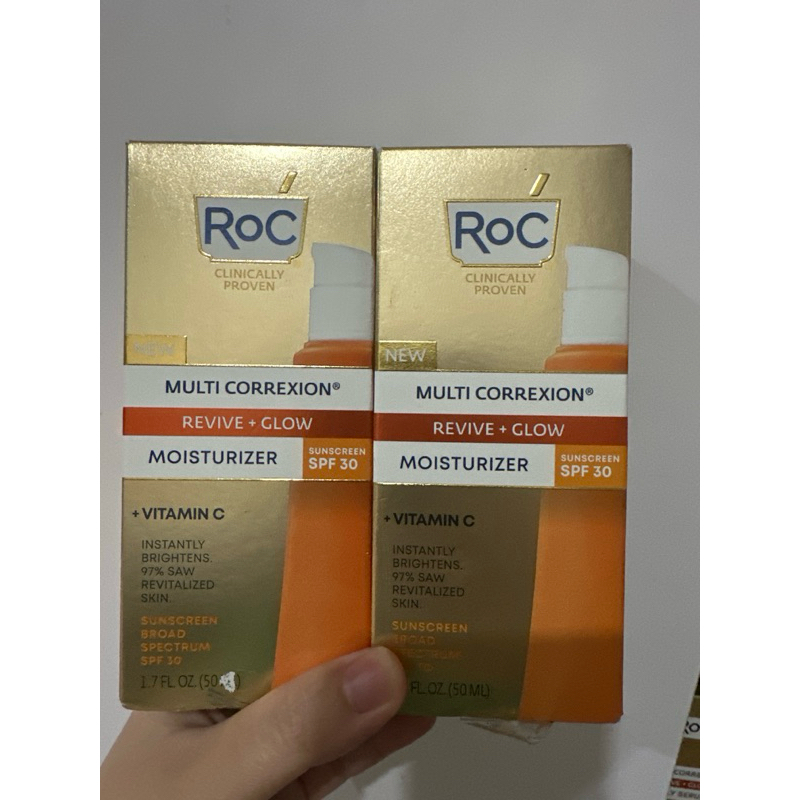 RoC
CLINICALLY
PROVEN
NEW
MULTI CORREXION®
REVIVE + GLOW
MOISTURIZER
SUNSCREEN
SPF 30
+ VITAMIN C
INSTANTLY
BRIGHTENS.
97% SAW
REVITALIZED
SKIN.
SUNSCREEN
BROAD
SPECTRUM
SPF 30
1.7 FL. OZ. (50
RoC
CLINICALLY
PROVEN
NEW
MULTI CORREXION®
REVIVE + GLOW
MOISTURIZER
SUNSCREEN
SPF 30
+ VITAMIN C
INSTANTLY
BRIGHTENS.
97% SAW
REVITALIZED
SKIN.
SUNSCREEN
BROAD
FL. OZ. (50 ML)